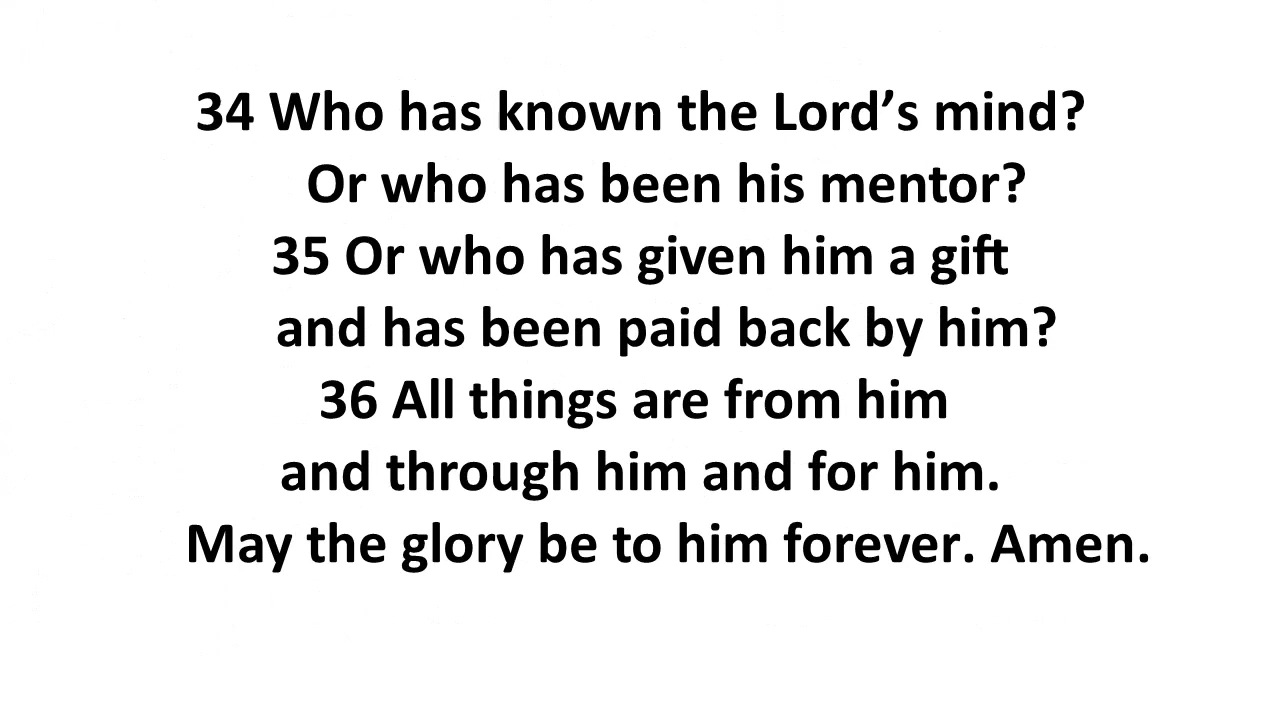 34 Who has known the Lord’s mind?
Or who has been his mentor?
35 Or who has given him a gift
and has been paid back by him?
36 All things are from him
and through him and for him.
May the glory be to him forever. Amen.